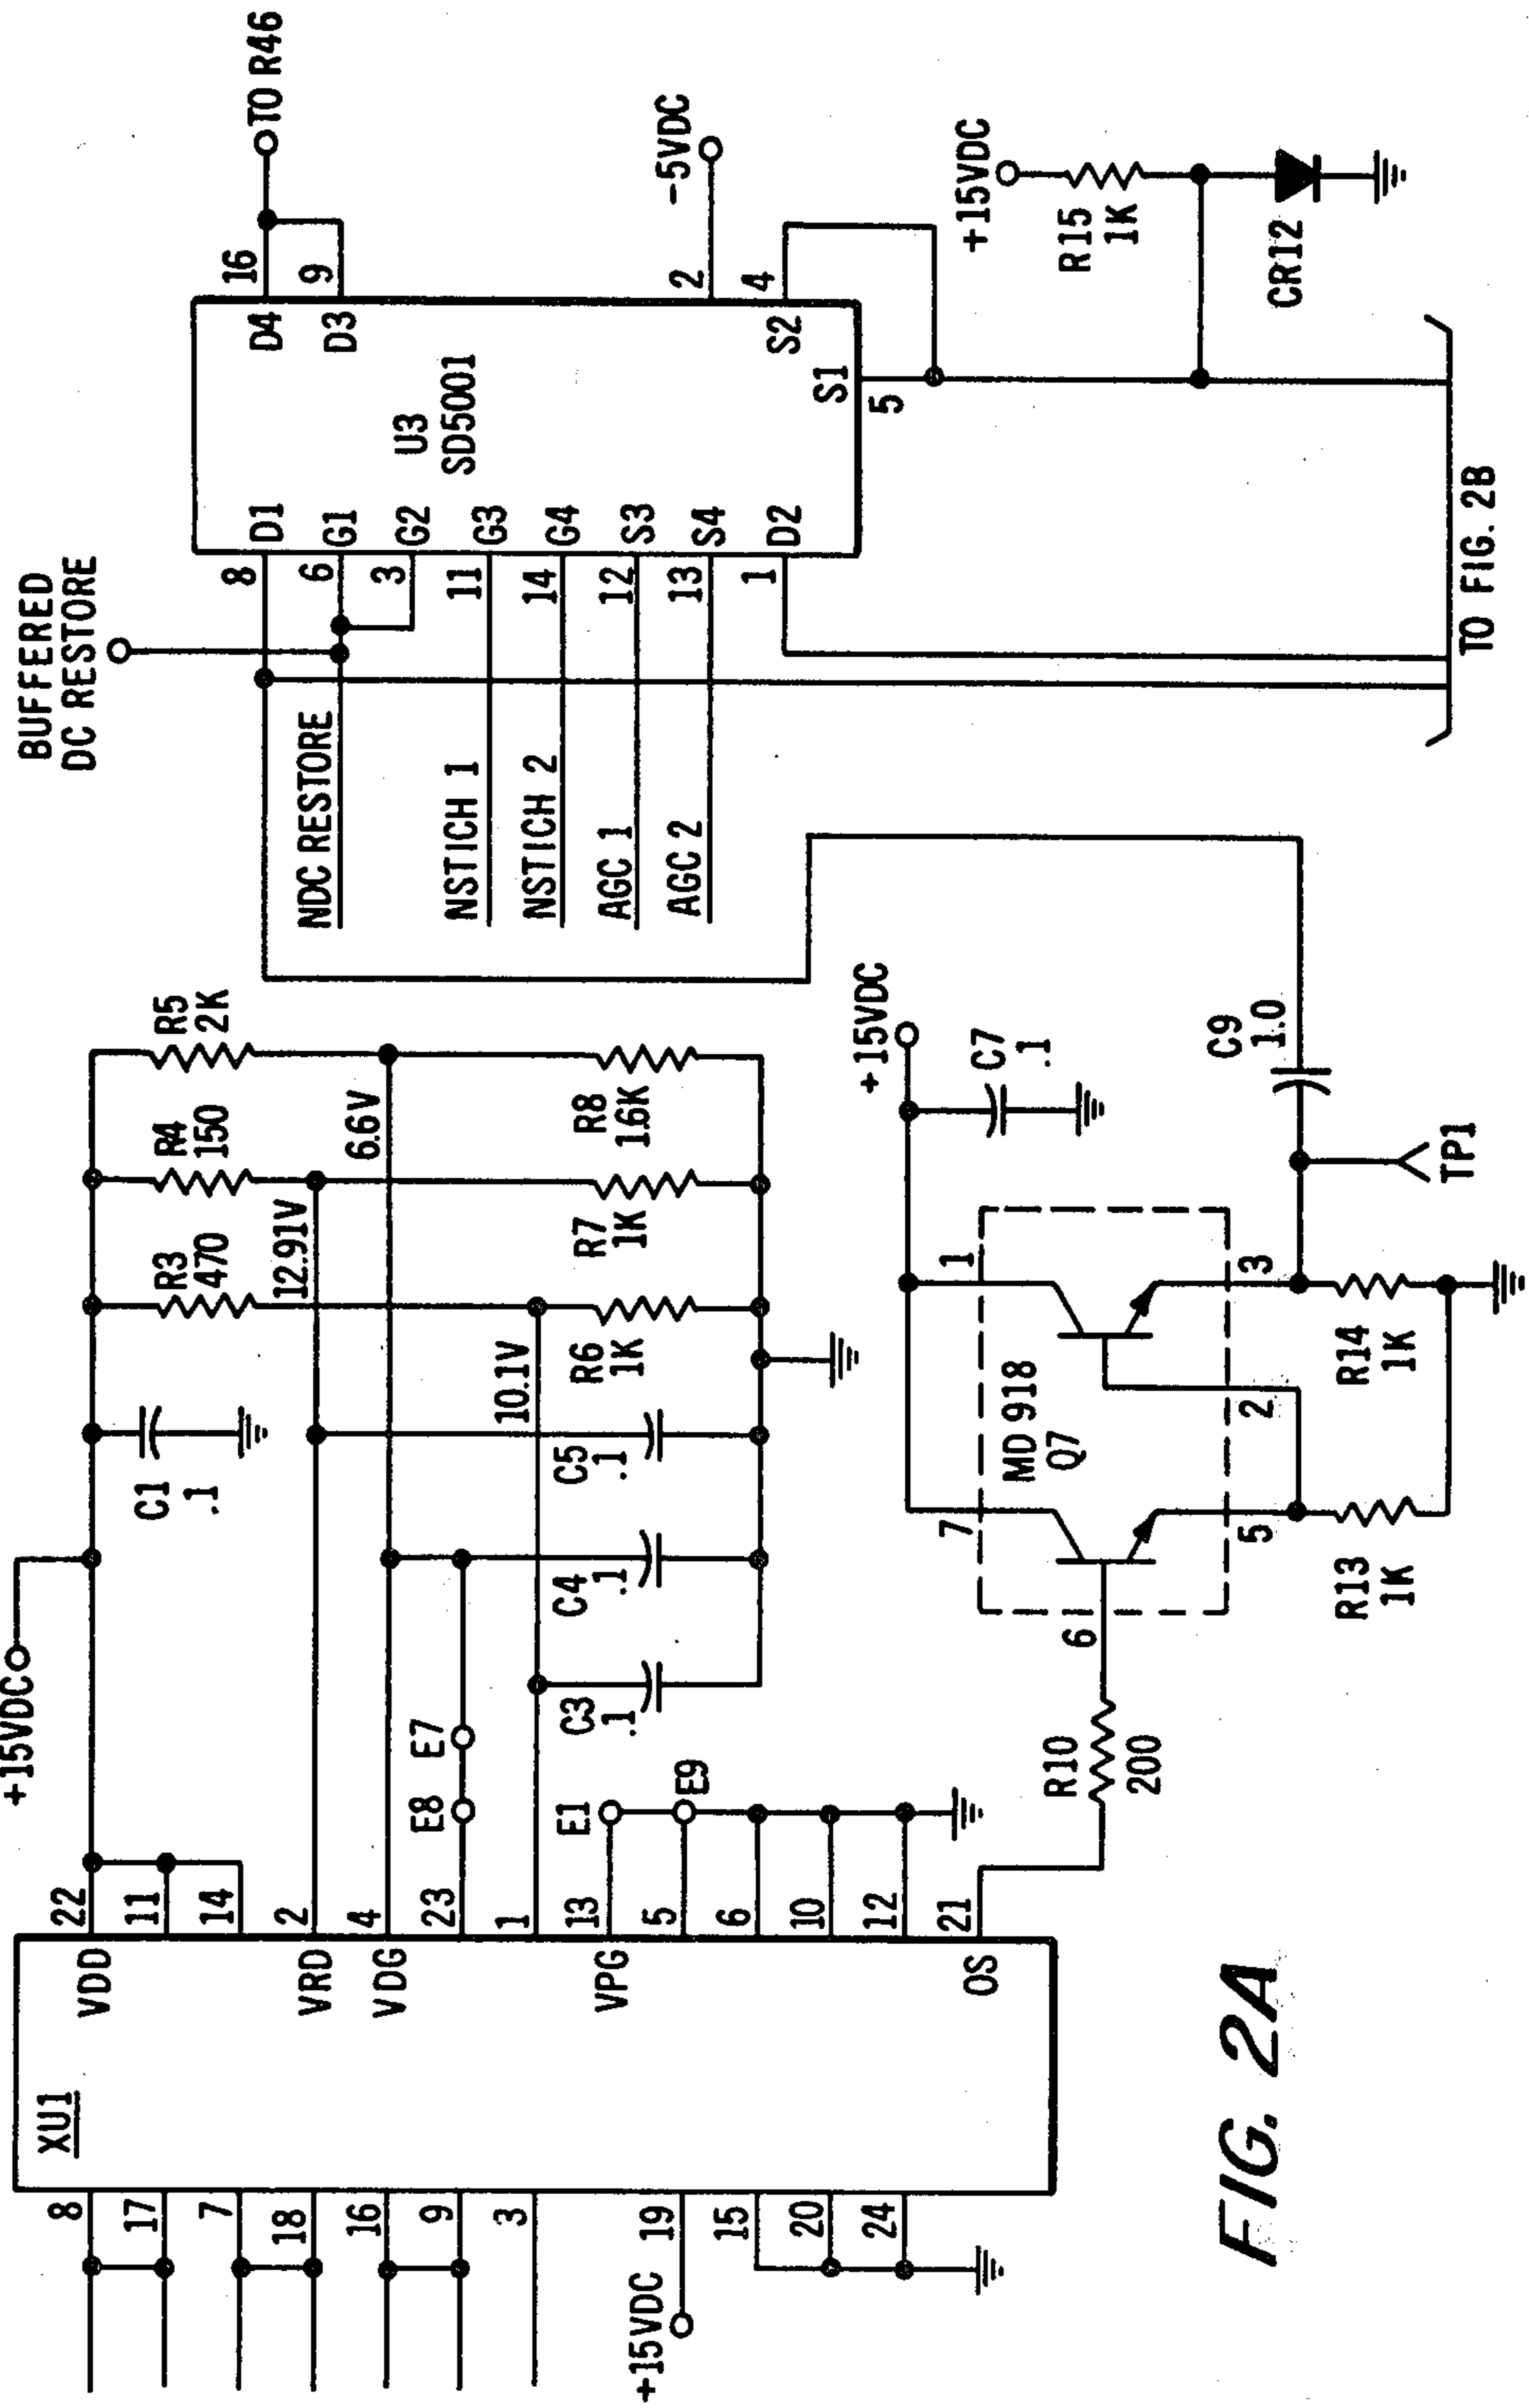 XU1
8
17
7
18
16
9
3
19
15
20
24
+15VDC
VDD
VRD
VDG
VPG
OS
22
11
14
2
4
23
1
13
5
6
10
12
21
+15VDC
C1
.1
R3
470
R4
150
R5
2K
12.91V
6.6V
10.1V
E8
E7
E1
E9
C3
.1
C4
.1
C5
.1
R6
1K
R7
1K
R8
1.6K
R10
200
6
7
5
MD 918
Q7
1
2
3
+15VDC
C7
.1
R13
1K
R14
1K
TP1
C9
1.0
BUFFERED
DC RESTORE
NDC RESTORE
NSTICH 1
NSTICH 2
AGC 1
AGC 2
8
6
3
11
14
12
13
1
D1
G1
G2
G3
G4
S3
S4
D2
U3
SD5001
D4
D3
S2
S1
16
9
2
4
5
TO R46
-5VDC
+15VDC
R15
1K
CR12
TO FIG. 2B
FIG. 2A